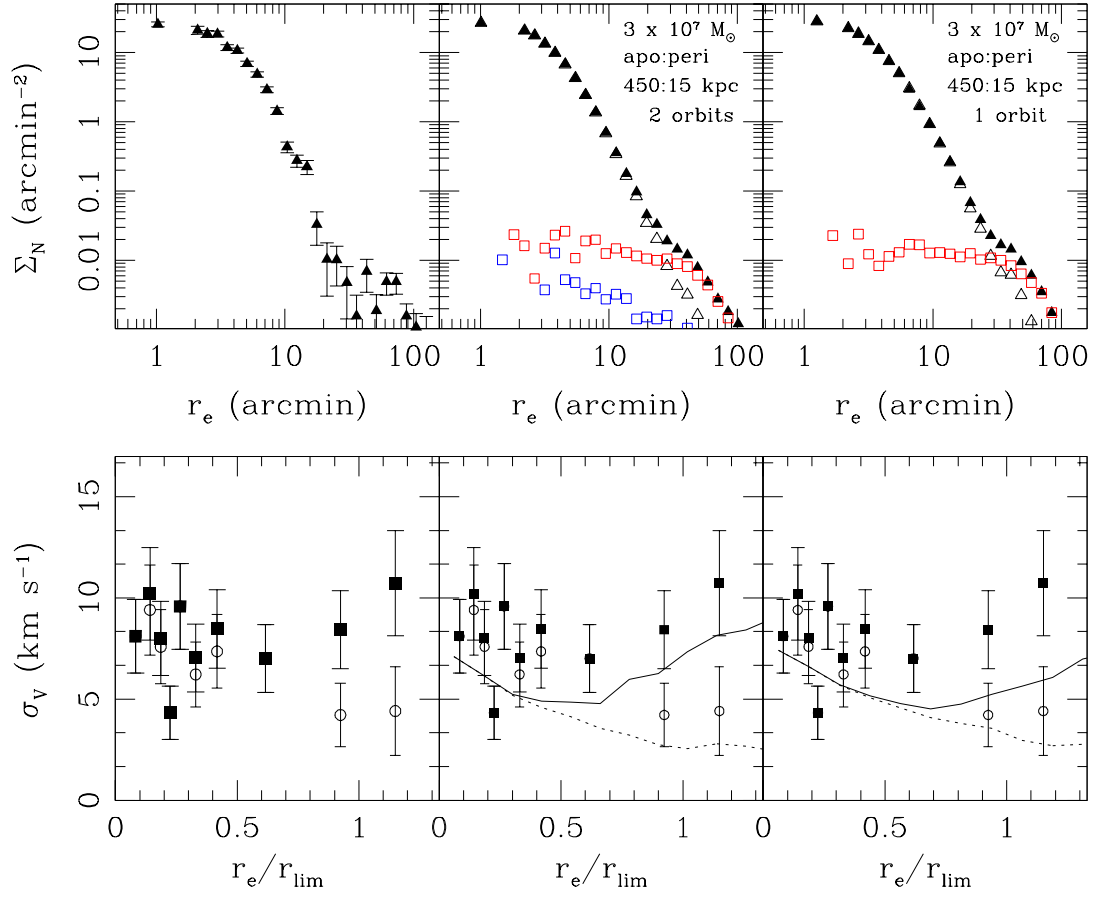 10
1
0.1
0.01
Σ_N (arcmin⁻²)
3 x 10⁷ M_⊙
apo:peri
450:15 kpc
2 orbits
3 x 10⁷ M_⊙
apo:peri
450:15 kpc
1 orbit
1 10 100
1 10 100
1 10 100
r_e (arcmin)
r_e (arcmin)
r_e (arcmin)
15
10
5
0
σ_V (km s⁻¹)
0 0.5 1
0 0.5 1
0 0.5 1
r_e/r_lim
r_e/r_lim
r_e/r_lim